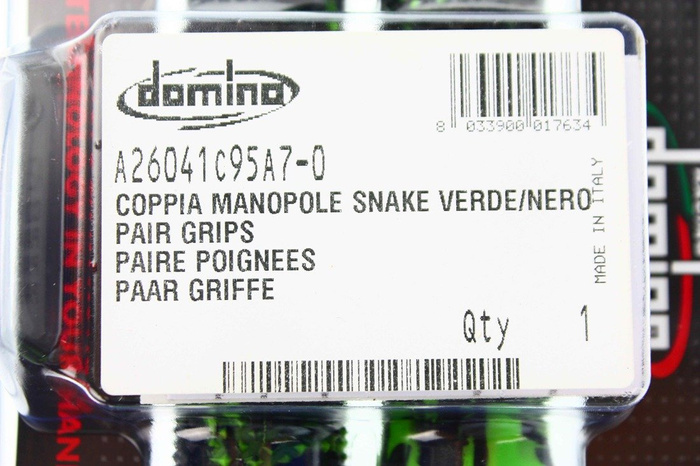 domino
8 033900 017634
A26041C95A7-0
COPPIA MANOPOLE SNAKE VERDE/NERO
PAIR GRIPS
PAIRE POIGNEES
PAAR GRIFFE
MADE IN ITALY
Qty 1
domino